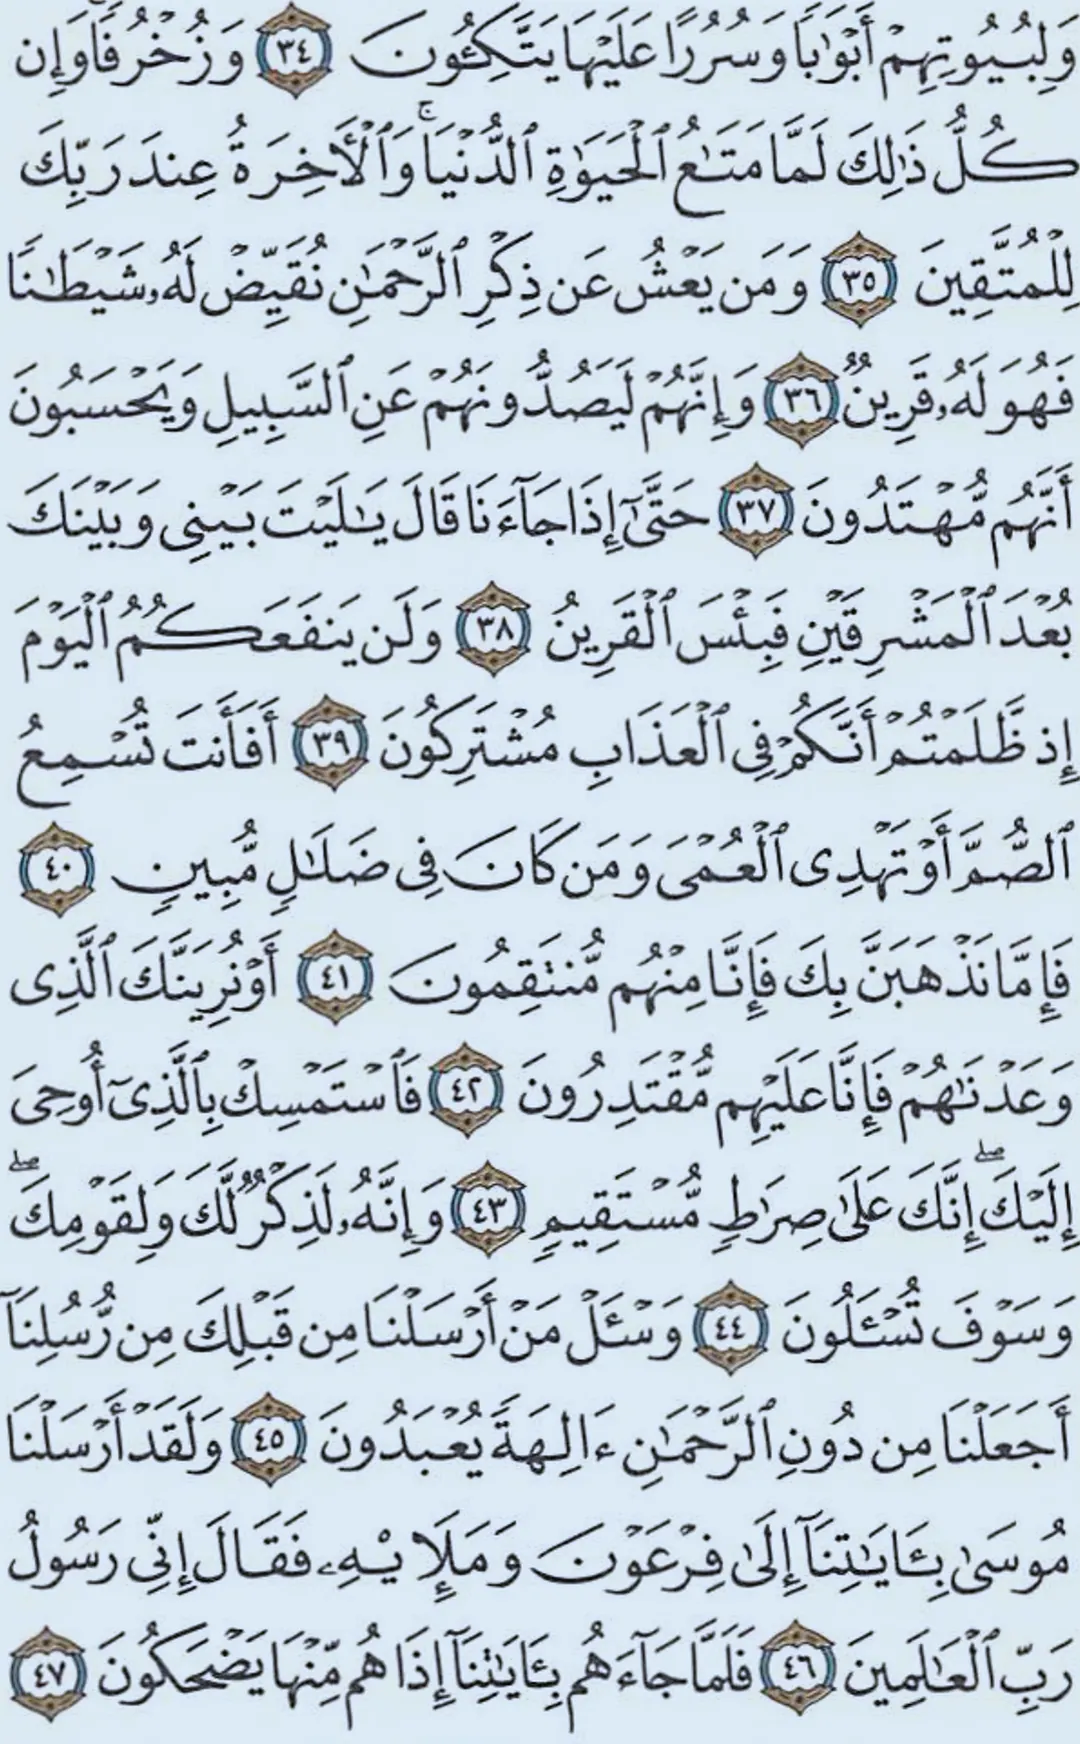 وَلِبُيُوتِهِمْ أَبْوَٰبًا وَسُرُرًا عَلَيْهَا يَتَّكِـُٔونَ ٣٤ وَزُخْرُفًا وَإِن
كُلُّ ذَٰلِكَ لَمَّا مَتَـٰعُ ٱلْحَيَوٰةِ ٱلدُّنْيَا ۚ وَٱلْأَخِرَةُ عِندَ رَبِّكَ
لِلْمُتَّقِينَ ٣٥ وَمَن يَعْشُ عَن ذِكْرِ ٱلرَّحْمَـٰنِ نُقَيِّضْ لَهُۥ شَيْطَـٰنًا
فَهُوَ لَهُۥ قَرِينٌ ٣٦ وَإِنَّهُمْ لَيَصُدُّونَهُمْ عَنِ ٱلسَّبِيلِ وَيَحْسَبُونَ
أَنَّهُم مُّهْتَدُونَ ٣٧ حَتَّىٰٓ إِذَا جَآءَنَا قَالَ يَـٰلَيْتَ بَيْنِى وَبَيْنَكَ
بُعْدَ ٱلْمَشْرِقَيْنِ فَبِئْسَ ٱلْقَرِينُ ٣٨ وَلَن يَنفَعَكُمُ ٱلْيَوْمَ
إِذ ظَّلَمْتُمْ أَنَّكُمْ فِى ٱلْعَذَابِ مُشْتَرِكُونَ ٣٩ أَفَأَنتَ تُسْمِعُ
ٱلصُّمَّ أَوْ تَهْدِى ٱلْعُمْىَ وَمَن كَانَ فِى ضَلَـٰلٍ مُّبِينٍ ٤٠
فَإِمَّا نَذْهَبَنَّ بِكَ فَإِنَّا مِنْهُم مُّنتَقِمُونَ ٤١ أَوْ نُرِيَنَّكَ ٱلَّذِى
وَعَدْنَـٰهُمْ فَإِنَّا عَلَيْهِم مُّقْتَدِرُونَ ٤٢ فَٱسْتَمْسِكْ بِٱلَّذِىٓ أُوحِىَ
إِلَيْكَ ۖ إِنَّكَ عَلَىٰ صِرَٰطٍ مُّسْتَقِيمٍ ٤٣ وَإِنَّهُۥ لَذِكْرٌ لَّكَ وَلِقَوْمِكَ ۖ
وَسَوْفَ تُسْـَٔلُونَ ٤٤ وَسْـَٔلْ مَنْ أَرْسَلْنَا مِن قَبْلِكَ مِن رُّسُلِنَآ
أَجَعَلْنَا مِن دُونِ ٱلرَّحْمَـٰنِ ءَالِهَةً يُعْبَدُونَ ٤٥ وَلَقَدْ أَرْسَلْنَا
مُوسَىٰ بِـَٔايَـٰتِنَآ إِلَىٰ فِرْعَوْنَ وَمَلَإِيْهِۦ فَقَالَ إِنِّى رَسُولُ
رَبِّ ٱلْعَـٰلَمِينَ ٤٦ فَلَمَّا جَآءَهُم بِـَٔايَـٰتِنَآ إِذَا هُم مِّنْهَا يَضْحَكُونَ ٤٧